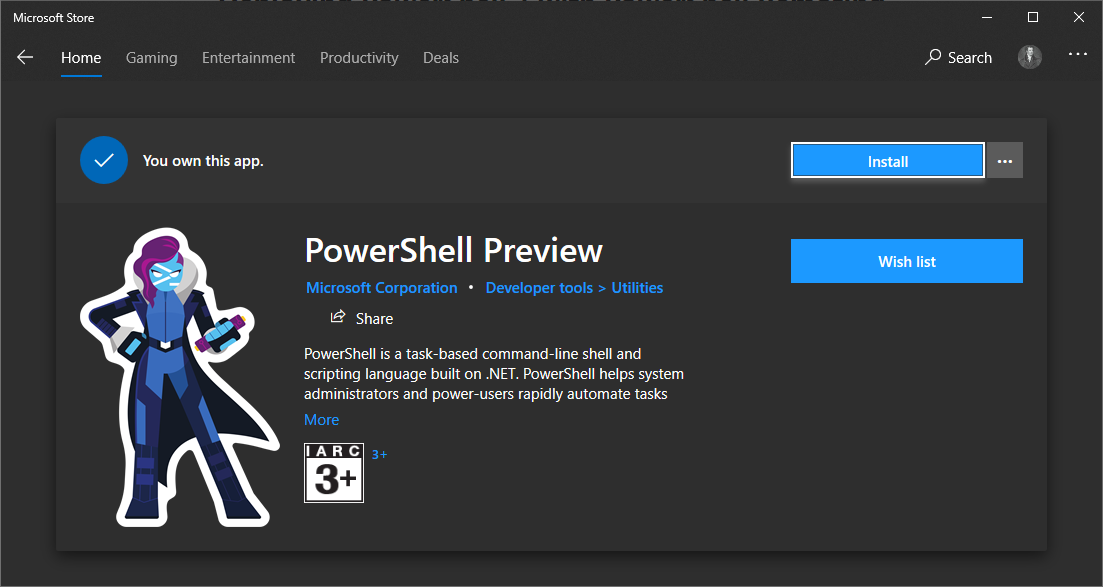 Microsoft Store
Home Gaming Entertainment Productivity Deals Search
You own this app. Install
PowerShell Preview
Wish list
Microsoft Corporation • Developer tools > Utilities
Share
PowerShell is a task-based command-line shell and
scripting language built on .NET. PowerShell helps system
administrators and power-users rapidly automate tasks
More
IARC
3+
3+